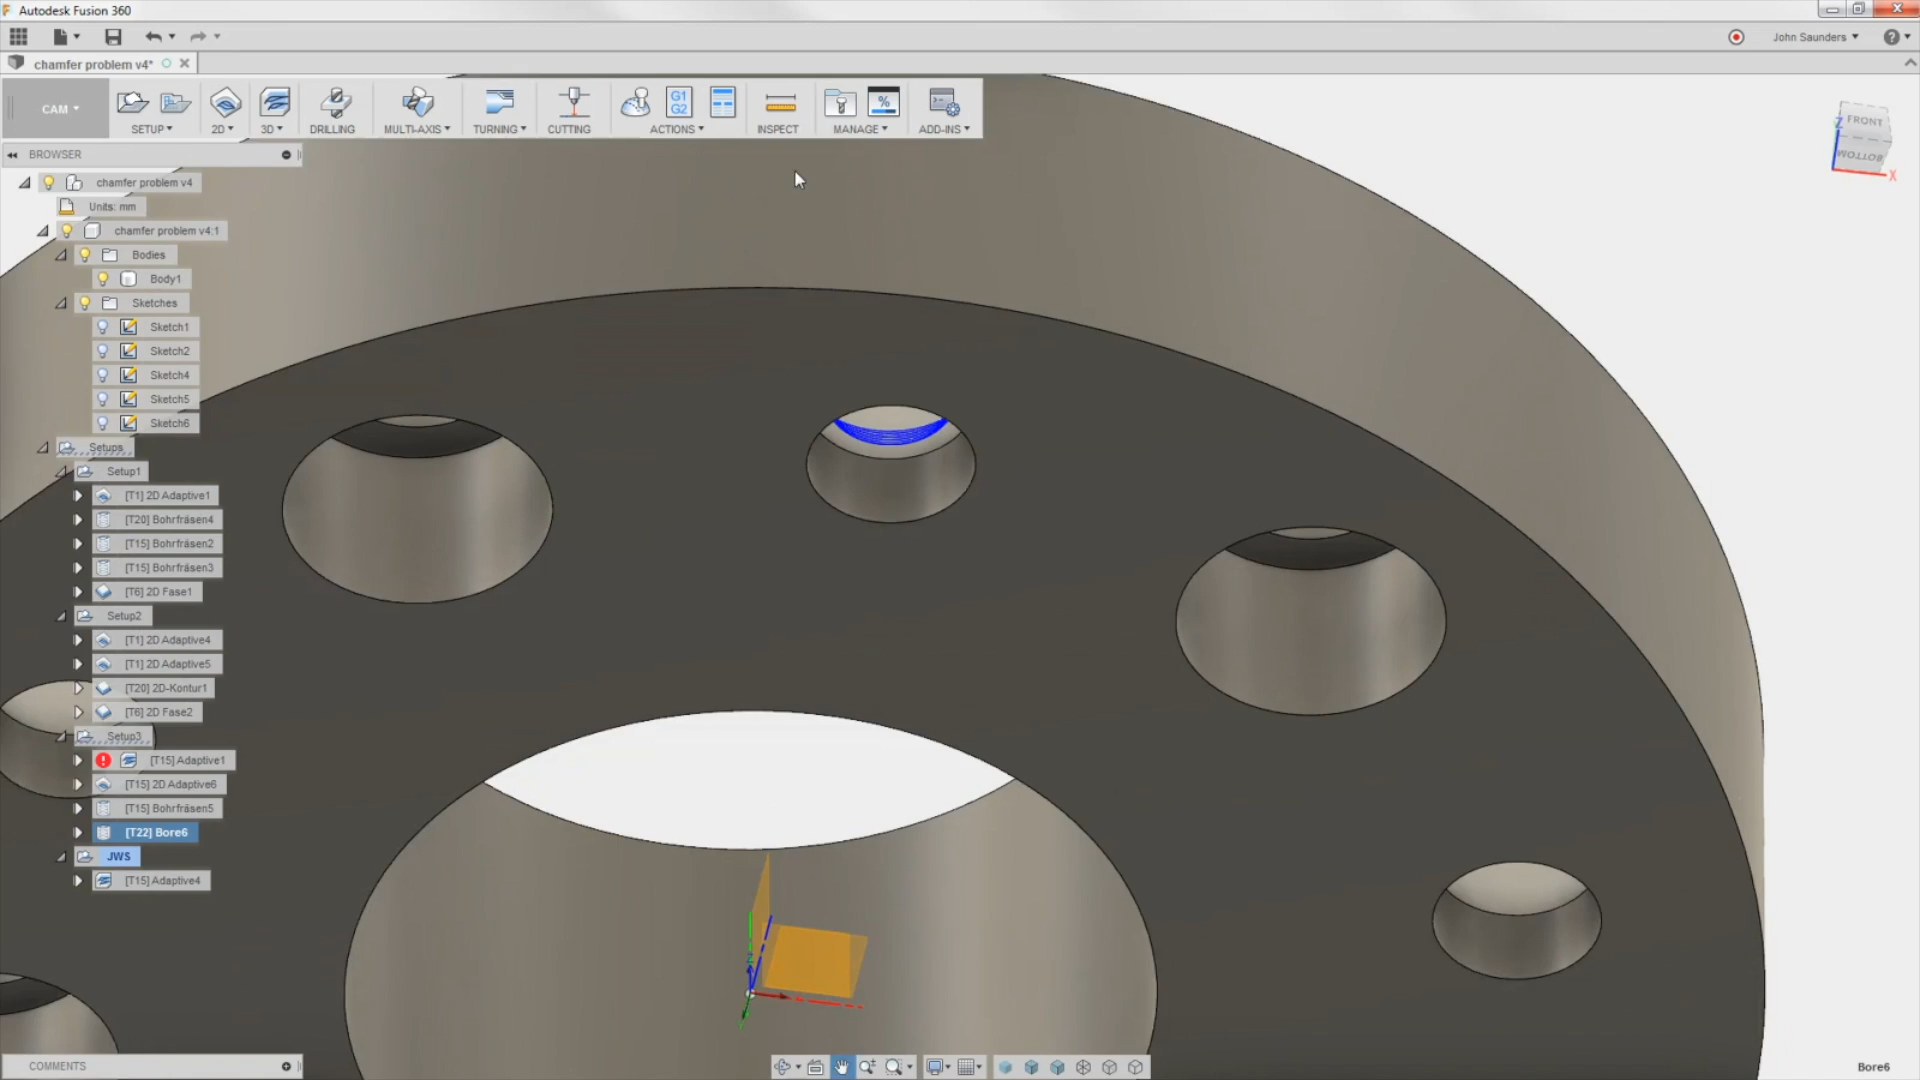 Autodesk Fusion 360
John Saunders
chamfer problem v4*
CAM
G1
G2
%
SETUP
2D
3D
DRILLING
MULTI-AXIS
TURNING
CUTTING
ACTIONS
INSPECT
MANAGE
ADD-INS
FRONT
BOTTOM
Z
X
BROWSER
chamfer problem v4
Units: mm
chamfer problem v4:1
Bodies
Body1
Sketches
Sketch1
Sketch2
Sketch4
Sketch5
Sketch6
Setups
Setup1
[T1] 2D Adaptive1
[T20] Bohrfräsen4
[T15] Bohrfräsen2
[T15] Bohrfräsen3
[T6] 2D Fase1
Setup2
[T1] 2D Adaptive4
[T1] 2D Adaptive5
[T20] 2D-Kontur1
[T6] 2D Fase2
Setup3
[T15] Adaptive1
[T15] 2D Adaptive6
[T15] Bohrfräsen5
[T22] Bore6
JWS
[T15] Adaptive4
Z
COMMENTS
Bore6